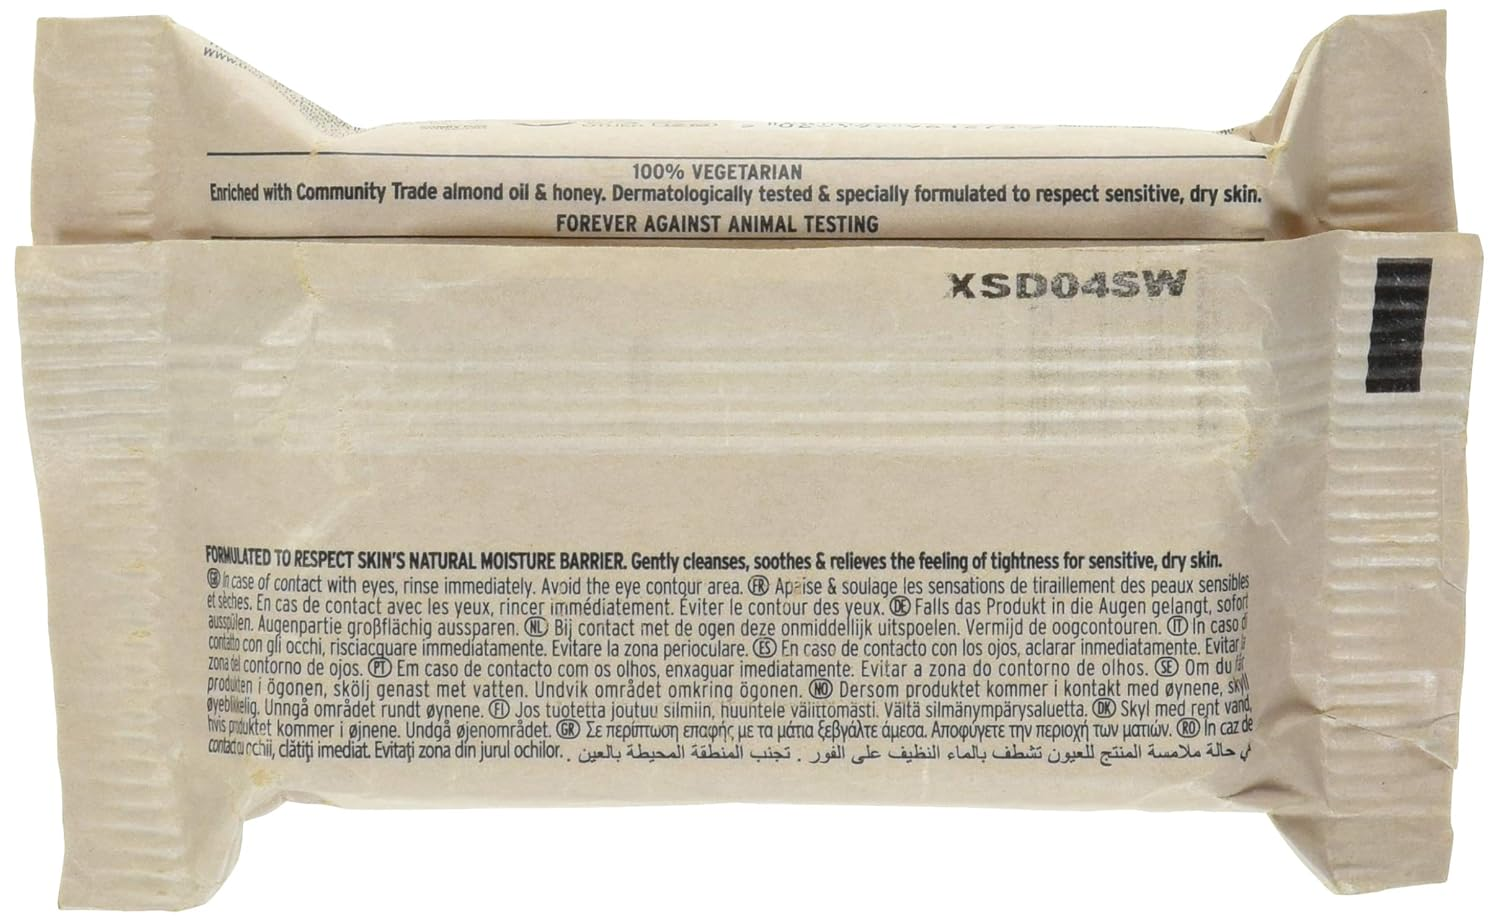 100% VEGETARIAN
Enriched with Community Trade almond oil & honey. Dermatologically tested & specially formulated to respect sensitive, dry skin.
FOREVER AGAINST ANIMAL TESTING
XSD04SW
FORMULATED TO RESPECT SKIN'S NATURAL MOISTURE BARRIER. Gently cleanses, soothes & relieves the feeling of tightness for sensitive, dry skin.
GB In case of contact with eyes, rinse immediately. Avoid the eye contour area. FR Apaise & soulage les sensations de tiraillement des peaux sensibles
et sèches. En cas de contact avec les yeux, rincer immédiatement. Éviter le contour des yeux. DE Falls das Produkt in die Augen gelangt, sofort
ausspülen. Augenpartie großflächig aussparen. NL Bij contact met de ogen deze onmiddellijk uitspoelen. Vermijd de oogcontouren. IT In caso di
contatto con gli occhi, risciacquare immediatamente. Evitare la zona perioculare. ES En caso de contacto con los ojos, aclarar inmediatamente. Evitar la
zona del contorno de ojos. PT Em caso de contacto com os olhos, enxaguar imediatamente. Evitar a zona do contorno de olhos. SE Om du får
produkten i ögonen, skölj genast med vatten. Undvik området omkring ögonen. NO Dersom produktet kommer i kontakt med øynene, skyll
øyeblikkelig. Unngå området rundt øynene. FI Jos tuotetta joutuu silmiin, huuhtele välittömästi. Vältä silmänympärysaluetta. DK Skyl med rent vand,
hvis produktet kommer i øjnene. Undgå øjenområdet. GR Σε περίπτωση επαφής με τα μάτια ξεβγάλτε άμεσα. Αποφύγετε την περιοχή των ματιών. RO În caz de
contact cu ochii, clătiți imediat. Evitați zona din jurul ochilor. في حالة ملامسة المنتج للعيون تشطف بالماء النظيف على الفور . تجنب المنطقة المحيطة بالعين .